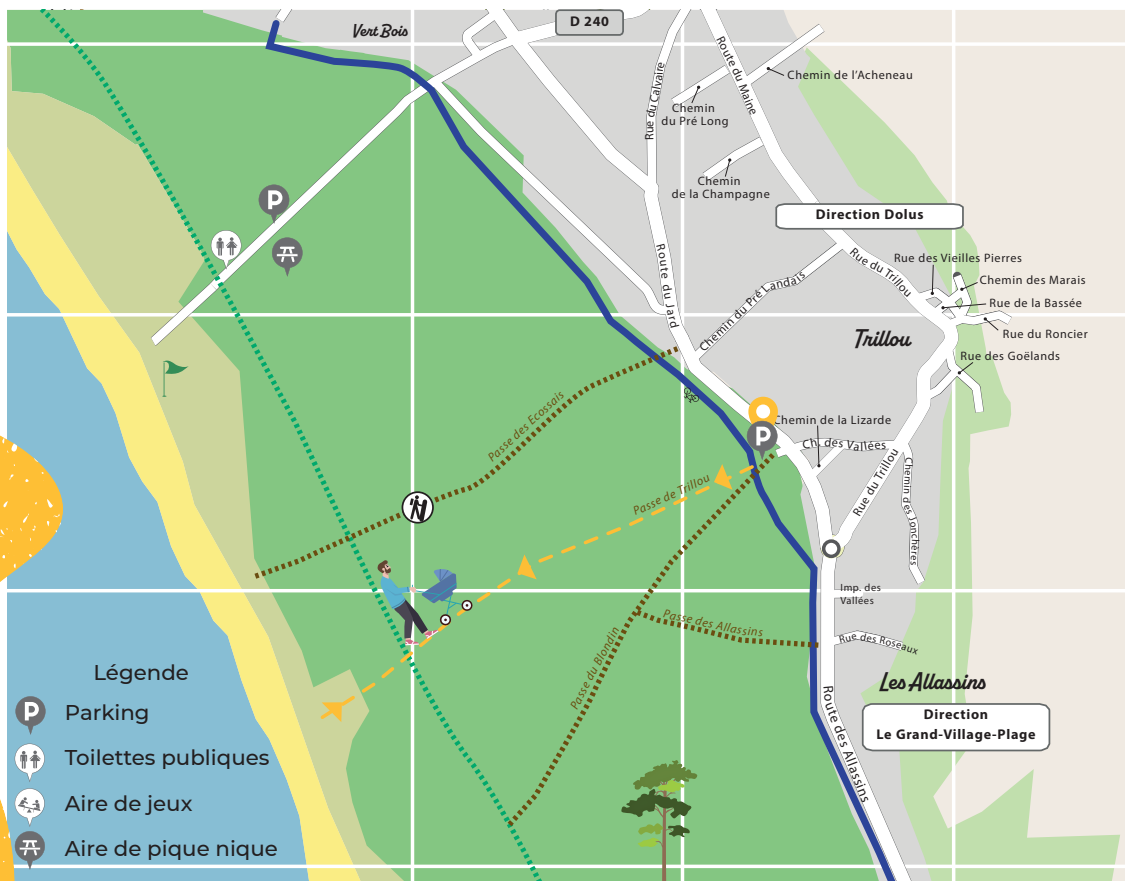 Vert Bois
D 240
Rue du Calvaire
Route du Maine
Chemin de l'Acheneau
Chemin
du Pré Long
Chemin
de la Champagne
Direction Dolus
Route du Jard
Chemin du Pré Landais
Rue du Trillou
Rue des Vieilles Pierres
Chemin des Marais
Rue de la Bassée
Rue du Roncier
Trillou
Rue des Goëlands
P
Passe des Ecossais
Chemin de la Lizarde
P
Ch. des Vallées
Passe de Trillou
Rue du Trillou
Chemin des Jonchères
Imp. des
Vallées
Passe des Allassins
Rue des Roseaux
Passe du Blondin
Les Allassins
Direction
Le Grand-Village-Plage
Route des Allassins
Légende
P
Parking
Toilettes publiques
Aire de jeux
Aire de pique nique